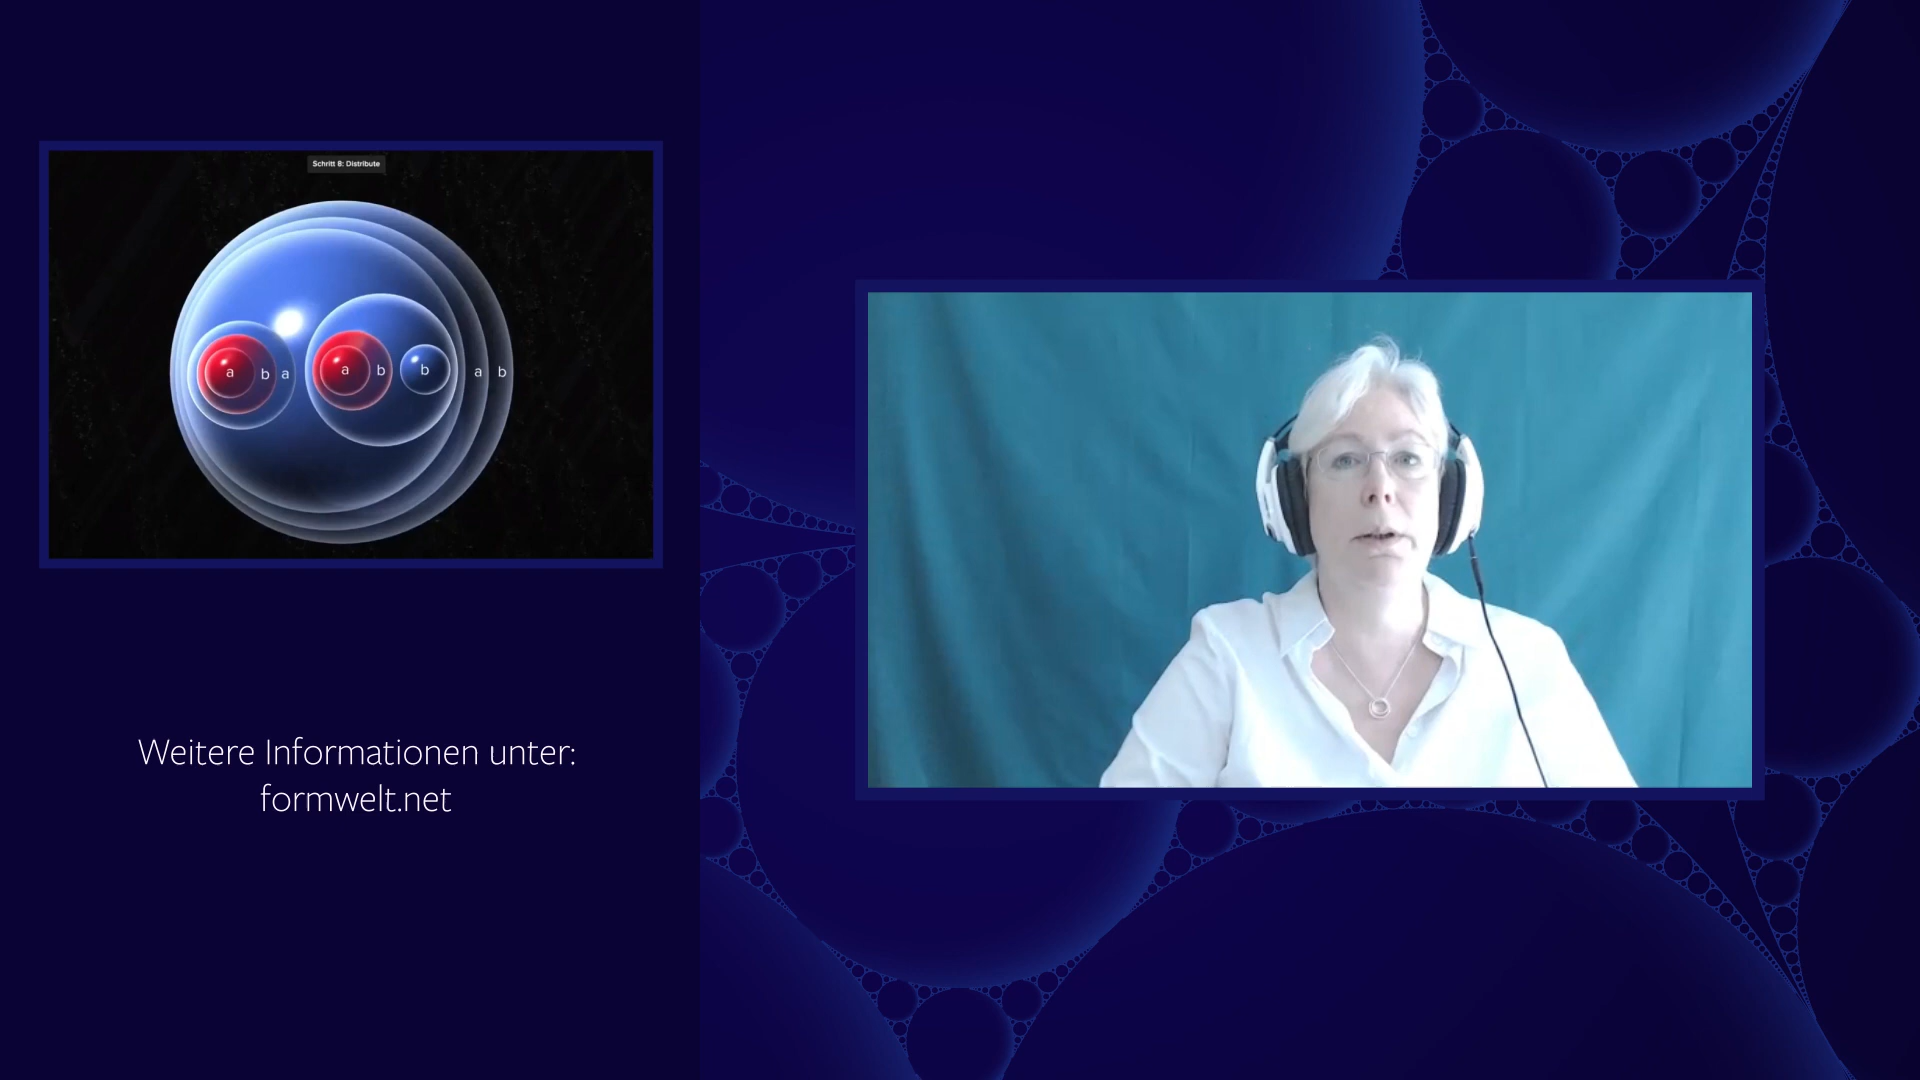 Schritt 8: Distribute
a b a a b b a b
Weitere Informationen unter:
formwelt.net